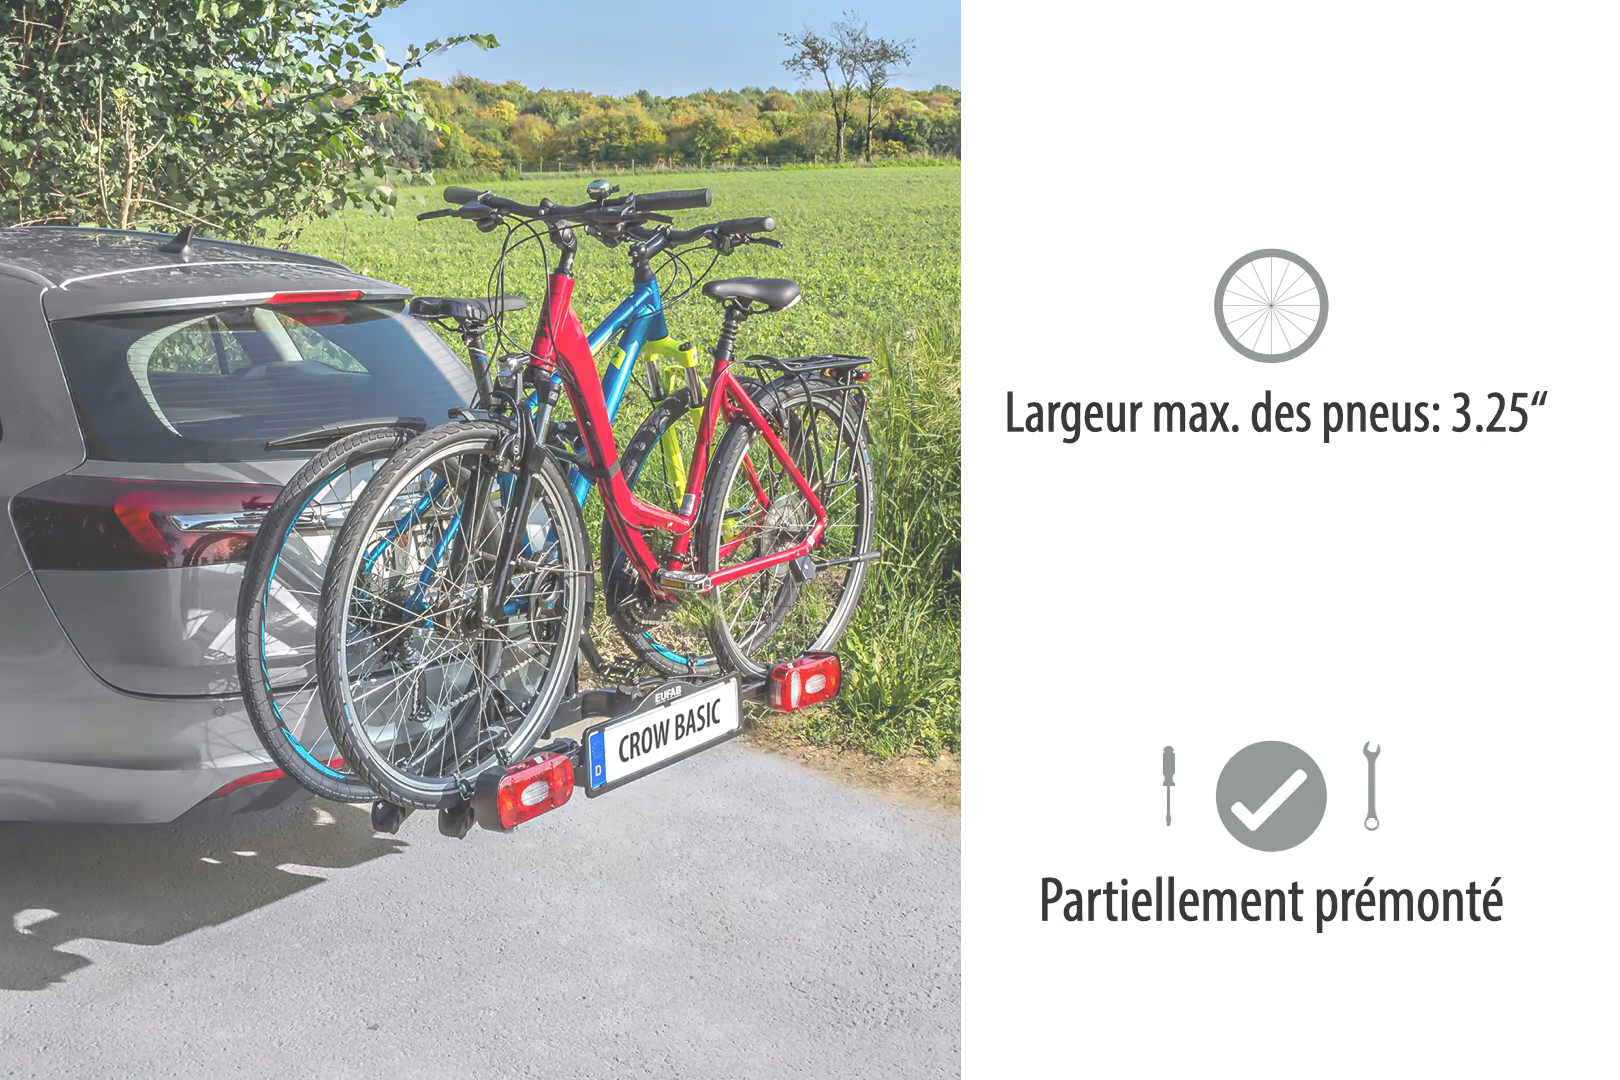 EUFAB
D
CROW BASIC
Largeur max. des pneus: 3.25“
Partiellement prémonté